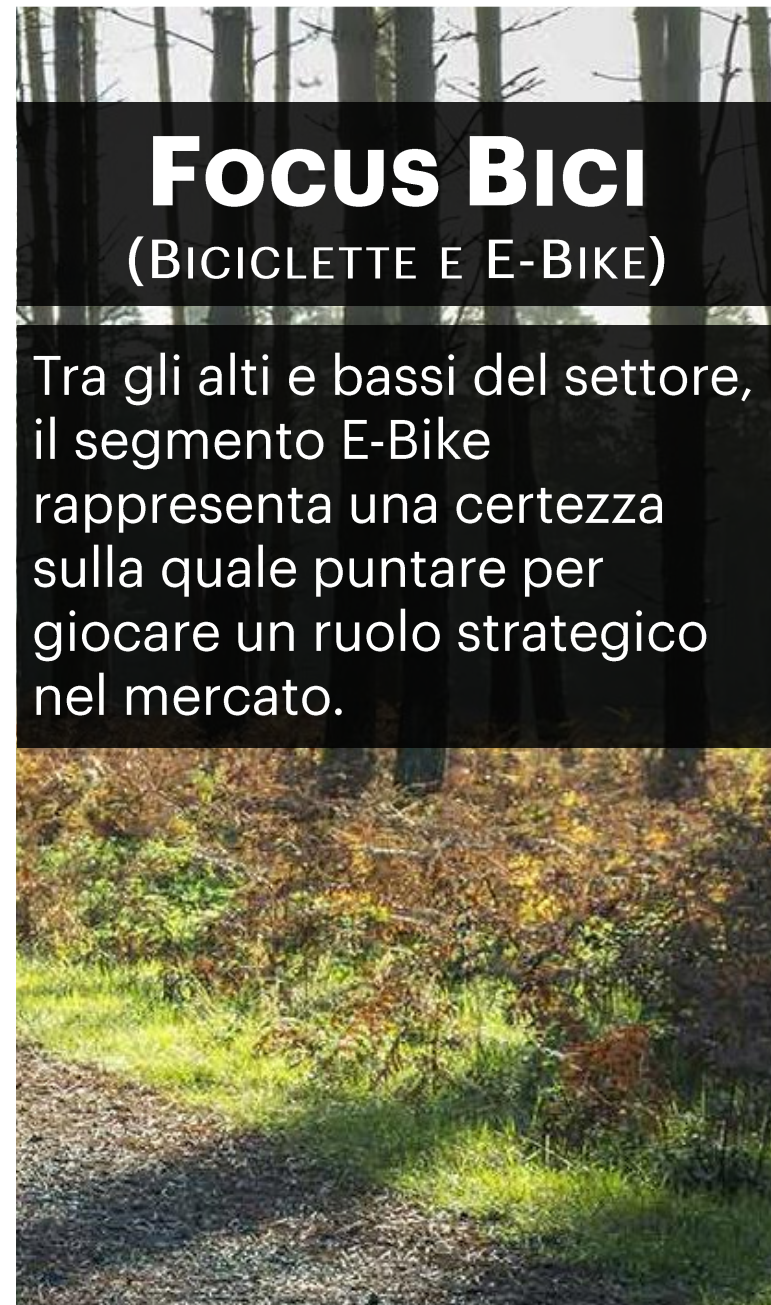 Focus Bici
(Biciclette e E-Bike)
Tra gli alti e bassi del settore,
il segmento E-Bike
rappresenta una certezza
sulla quale puntare per
giocare un ruolo strategico
nel mercato.